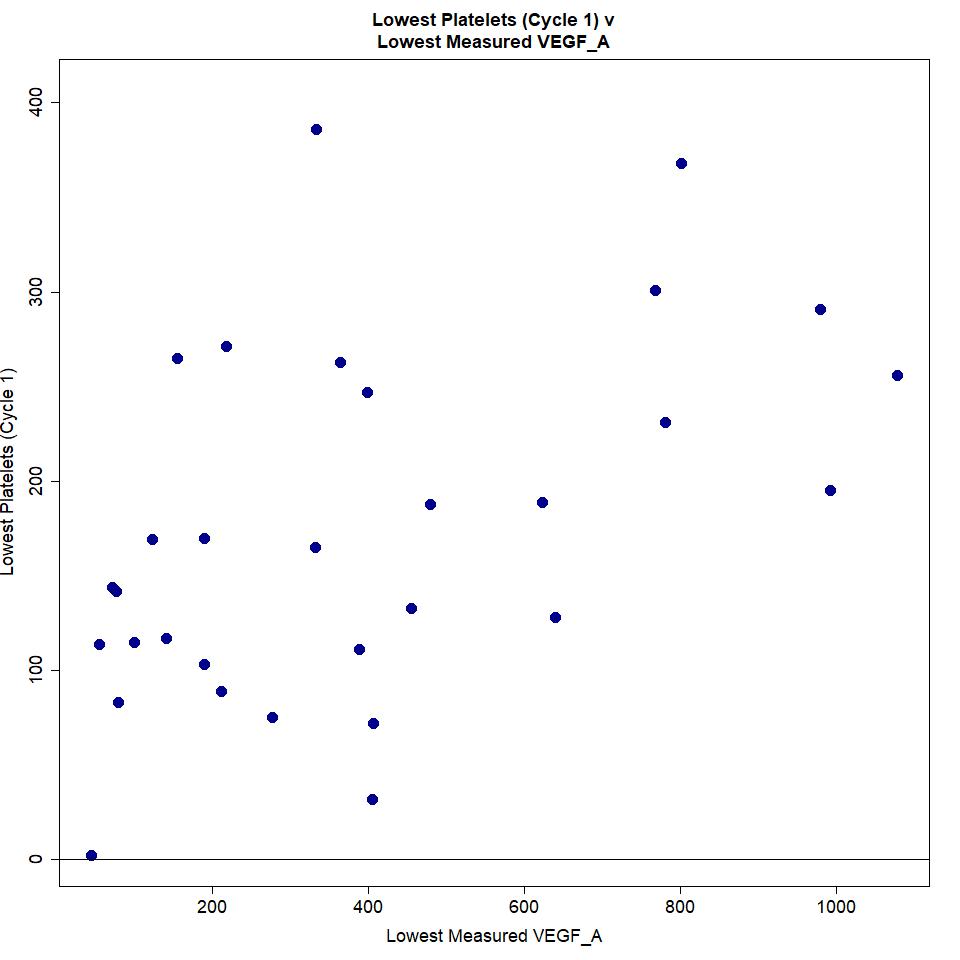 Lowest Platelets (Cycle 1) v
Lowest Measured VEGF_A
400
300
200
100
0
Lowest Platelets (Cycle 1)
200 400 600 800 1000
Lowest Measured VEGF_A